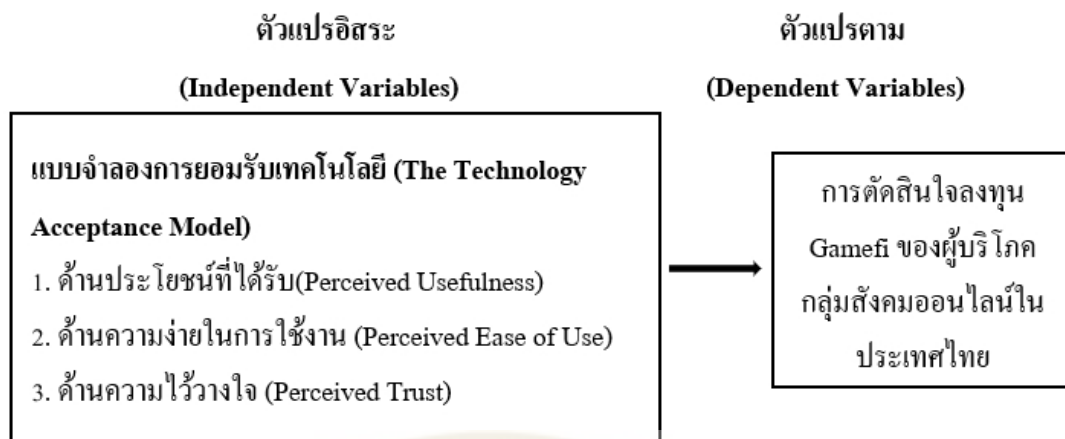 ตัวแปรอิสระ
(Independent Variables)
แบบจำลองการยอมรับเทคโนโลยี (The Technology
Acceptance Model)
1. ด้านประโยชน์ที่ได้รับ(Perceived Usefulness)
2. ด้านความง่ายในการใช้งาน (Perceived Ease of Use)
3. ด้านความไว้วางใจ (Perceived Trust)
ตัวแปรตาม
(Dependent Variables)
การตัดสินใจลงทุน
Gamefi ของผู้บริโภค
กลุ่มสังคมออนไลน์ใน
ประเทศไทย